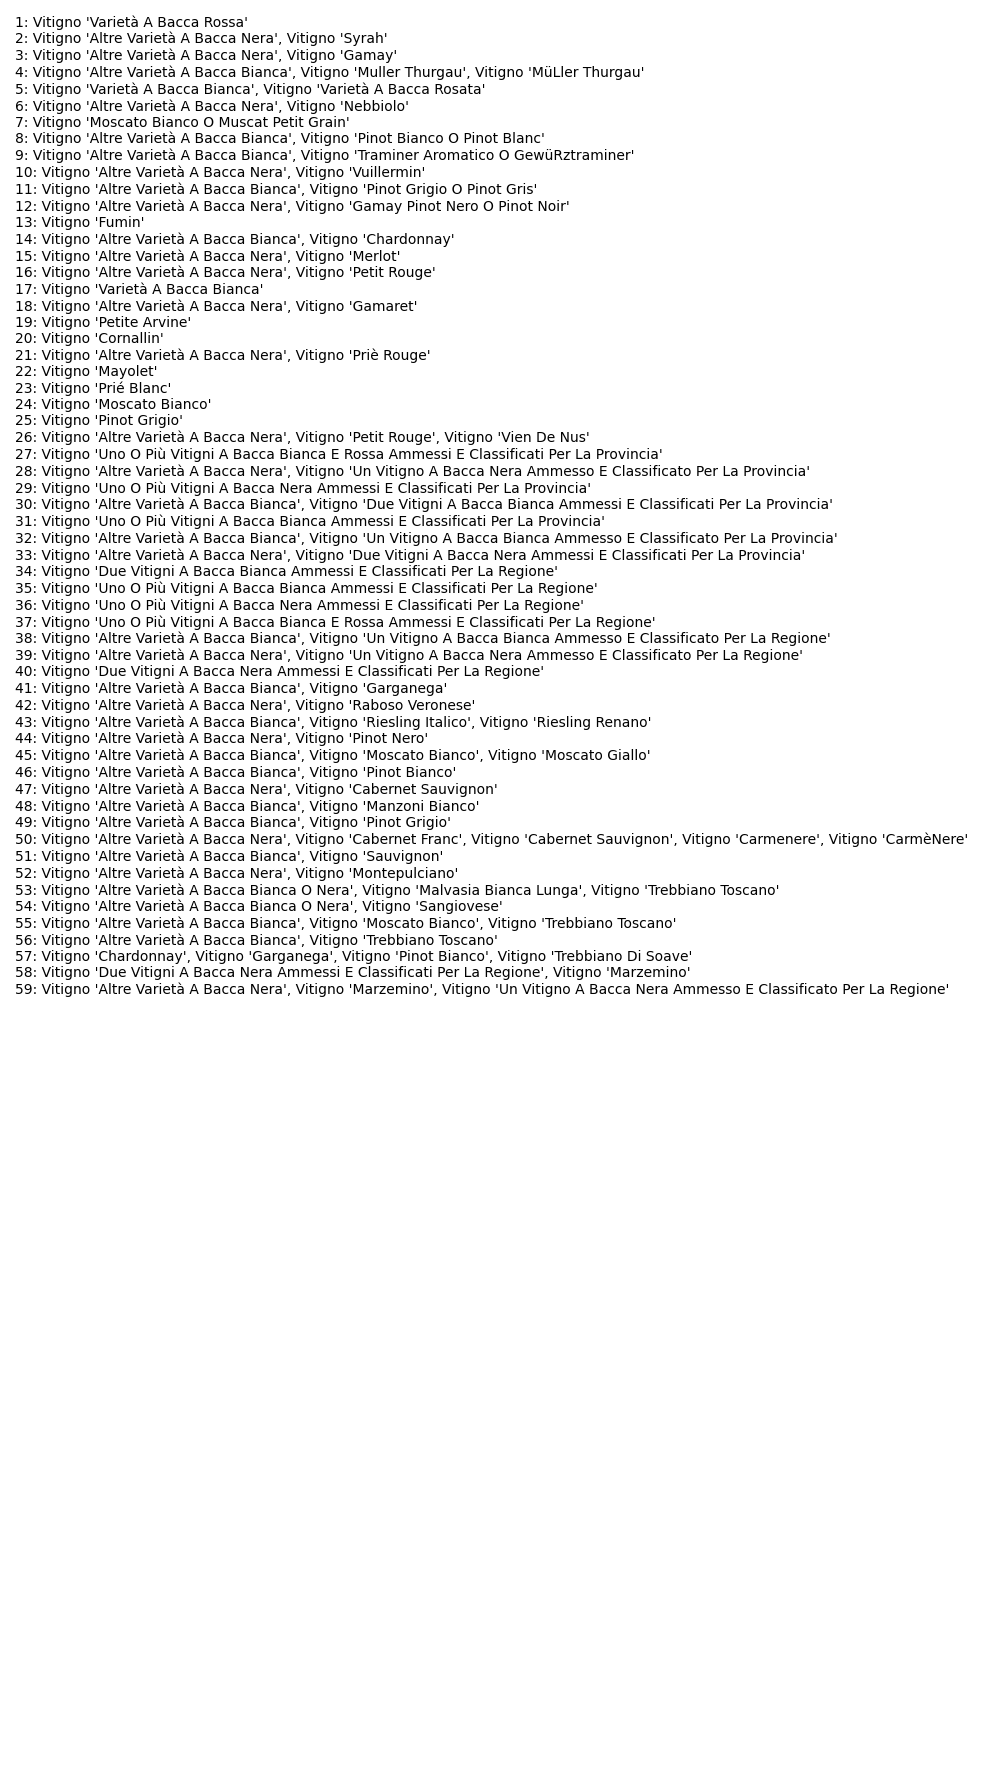 1: Vitigno 'Varietà A Bacca Rossa'
2: Vitigno 'Altre Varietà A Bacca Nera', Vitigno 'Syrah'
3: Vitigno 'Altre Varietà A Bacca Nera', Vitigno 'Gamay'
4: Vitigno 'Altre Varietà A Bacca Bianca', Vitigno 'Muller Thurgau', Vitigno 'MüLler Thurgau'
5: Vitigno 'Varietà A Bacca Bianca', Vitigno 'Varietà A Bacca Rosata'
6: Vitigno 'Altre Varietà A Bacca Nera', Vitigno 'Nebbiolo'
7: Vitigno 'Moscato Bianco O Muscat Petit Grain'
8: Vitigno 'Altre Varietà A Bacca Bianca', Vitigno 'Pinot Bianco O Pinot Blanc'
9: Vitigno 'Altre Varietà A Bacca Bianca', Vitigno 'Traminer Aromatico O GewüRztraminer'
10: Vitigno 'Altre Varietà A Bacca Nera', Vitigno 'Vuillermin'
11: Vitigno 'Altre Varietà A Bacca Bianca', Vitigno 'Pinot Grigio O Pinot Gris'
12: Vitigno 'Altre Varietà A Bacca Nera', Vitigno 'Gamay Pinot Nero O Pinot Noir'
13: Vitigno 'Fumin'
14: Vitigno 'Altre Varietà A Bacca Bianca', Vitigno 'Chardonnay'
15: Vitigno 'Altre Varietà A Bacca Nera', Vitigno 'Merlot'
16: Vitigno 'Altre Varietà A Bacca Nera', Vitigno 'Petit Rouge'
17: Vitigno 'Varietà A Bacca Bianca'
18: Vitigno 'Altre Varietà A Bacca Nera', Vitigno 'Gamaret'
19: Vitigno 'Petite Arvine'
20: Vitigno 'Cornallin'
21: Vitigno 'Altre Varietà A Bacca Nera', Vitigno 'Priè Rouge'
22: Vitigno 'Mayolet'
23: Vitigno 'Prié Blanc'
24: Vitigno 'Moscato Bianco'
25: Vitigno 'Pinot Grigio'
26: Vitigno 'Altre Varietà A Bacca Nera', Vitigno 'Petit Rouge', Vitigno 'Vien De Nus'
27: Vitigno 'Uno O Più Vitigni A Bacca Bianca E Rossa Ammessi E Classificati Per La Provincia'
28: Vitigno 'Altre Varietà A Bacca Nera', Vitigno 'Un Vitigno A Bacca Nera Ammesso E Classificato Per La Provincia'
29: Vitigno 'Uno O Più Vitigni A Bacca Nera Ammessi E Classificati Per La Provincia'
30: Vitigno 'Altre Varietà A Bacca Bianca', Vitigno 'Due Vitigni A Bacca Bianca Ammessi E Classificati Per La Provincia'
31: Vitigno 'Uno O Più Vitigni A Bacca Bianca Ammessi E Classificati Per La Provincia'
32: Vitigno 'Altre Varietà A Bacca Bianca', Vitigno 'Un Vitigno A Bacca Bianca Ammesso E Classificato Per La Provincia'
33: Vitigno 'Altre Varietà A Bacca Nera', Vitigno 'Due Vitigni A Bacca Nera Ammessi E Classificati Per La Provincia'
34: Vitigno 'Due Vitigni A Bacca Bianca Ammessi E Classificati Per La Regione'
35: Vitigno 'Uno O Più Vitigni A Bacca Bianca Ammessi E Classificati Per La Regione'
36: Vitigno 'Uno O Più Vitigni A Bacca Nera Ammessi E Classificati Per La Regione'
37: Vitigno 'Uno O Più Vitigni A Bacca Bianca E Rossa Ammessi E Classificati Per La Regione'
38: Vitigno 'Altre Varietà A Bacca Bianca', Vitigno 'Un Vitigno A Bacca Bianca Ammesso E Classificato Per La Regione'
39: Vitigno 'Altre Varietà A Bacca Nera', Vitigno 'Un Vitigno A Bacca Nera Ammesso E Classificato Per La Regione'
40: Vitigno 'Due Vitigni A Bacca Nera Ammessi E Classificati Per La Regione'
41: Vitigno 'Altre Varietà A Bacca Bianca', Vitigno 'Garganega'
42: Vitigno 'Altre Varietà A Bacca Nera', Vitigno 'Raboso Veronese'
43: Vitigno 'Altre Varietà A Bacca Bianca', Vitigno 'Riesling Italico', Vitigno 'Riesling Renano'
44: Vitigno 'Altre Varietà A Bacca Nera', Vitigno 'Pinot Nero'
45: Vitigno 'Altre Varietà A Bacca Bianca', Vitigno 'Moscato Bianco', Vitigno 'Moscato Giallo'
46: Vitigno 'Altre Varietà A Bacca Bianca', Vitigno 'Pinot Bianco'
47: Vitigno 'Altre Varietà A Bacca Nera', Vitigno 'Cabernet Sauvignon'
48: Vitigno 'Altre Varietà A Bacca Bianca', Vitigno 'Manzoni Bianco'
49: Vitigno 'Altre Varietà A Bacca Bianca', Vitigno 'Pinot Grigio'
50: Vitigno 'Altre Varietà A Bacca Nera', Vitigno 'Cabernet Franc', Vitigno 'Cabernet Sauvignon', Vitigno 'Carmenere', Vitigno 'CarmèNere'
51: Vitigno 'Altre Varietà A Bacca Bianca', Vitigno 'Sauvignon'
52: Vitigno 'Altre Varietà A Bacca Nera', Vitigno 'Montepulciano'
53: Vitigno 'Altre Varietà A Bacca Bianca O Nera', Vitigno 'Malvasia Bianca Lunga', Vitigno 'Trebbiano Toscano'
54: Vitigno 'Altre Varietà A Bacca Bianca O Nera', Vitigno 'Sangiovese'
55: Vitigno 'Altre Varietà A Bacca Bianca', Vitigno 'Moscato Bianco', Vitigno 'Trebbiano Toscano'
56: Vitigno 'Altre Varietà A Bacca Bianca', Vitigno 'Trebbiano Toscano'
57: Vitigno 'Chardonnay', Vitigno 'Garganega', Vitigno 'Pinot Bianco', Vitigno 'Trebbiano Di Soave'
58: Vitigno 'Due Vitigni A Bacca Nera Ammessi E Classificati Per La Regione', Vitigno 'Marzemino'
59: Vitigno 'Altre Varietà A Bacca Nera', Vitigno 'Marzemino', Vitigno 'Un Vitigno A Bacca Nera Ammesso E Classificato Per La Regione'